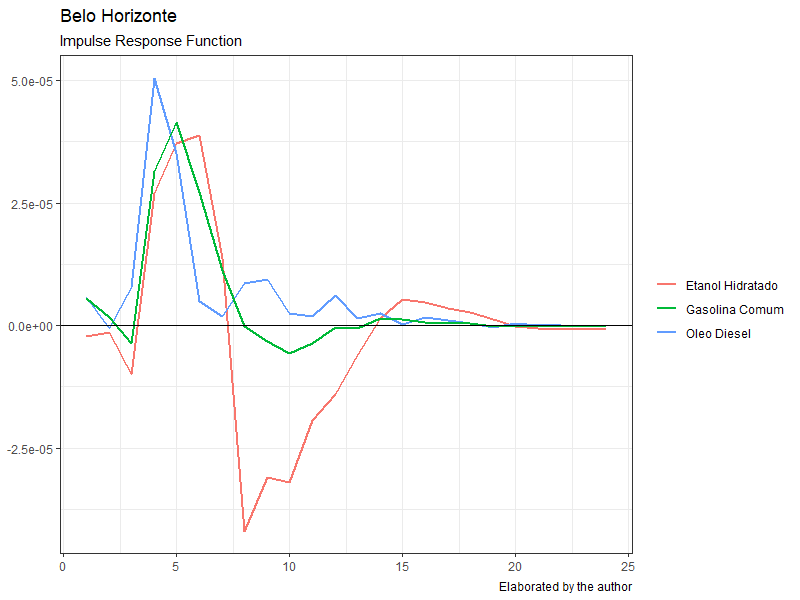 Belo Horizonte
Impulse Response Function
5.0e-05
2.5e-05
0.0e+00
-2.5e-05
0 5 10 15 20 25
Etanol Hidratado
Gasolina Comum
Oleo Diesel
Elaborated by the author